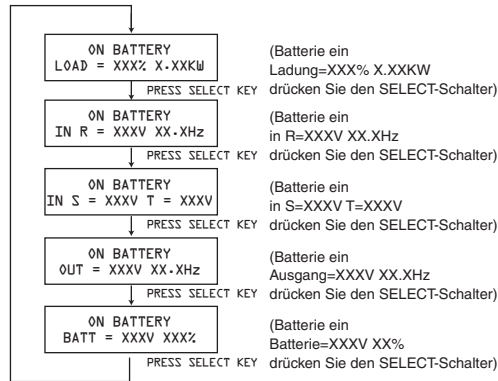 ON BATTERY
LOAD = XXX% X.XXKW
(Batterie ein
Ladung=XXX% X.XXKW
PRESS SELECT KEY
drücken Sie den SELECT-Schalter)
ON BATTERY
IN R = XXXV XX.XHz
(Batterie ein
in R=XXXV XX.XHz
PRESS SELECT KEY
drücken Sie den SELECT-Schalter)
ON BATTERY
IN S = XXXV T = XXXV
(Batterie ein
in S=XXXV T=XXXV
PRESS SELECT KEY
drücken Sie den SELECT-Schalter)
ON BATTERY
OUT = XXXV XX.XHz
(Batterie ein
Ausgang=XXXV XX.XHz
PRESS SELECT KEY
drücken Sie den SELECT-Schalter)
ON BATTERY
BATT = XXXV XXX%
(Batterie ein
Batterie=XXXV XX%
PRESS SELECT KEY
drücken Sie den SELECT-Schalter)